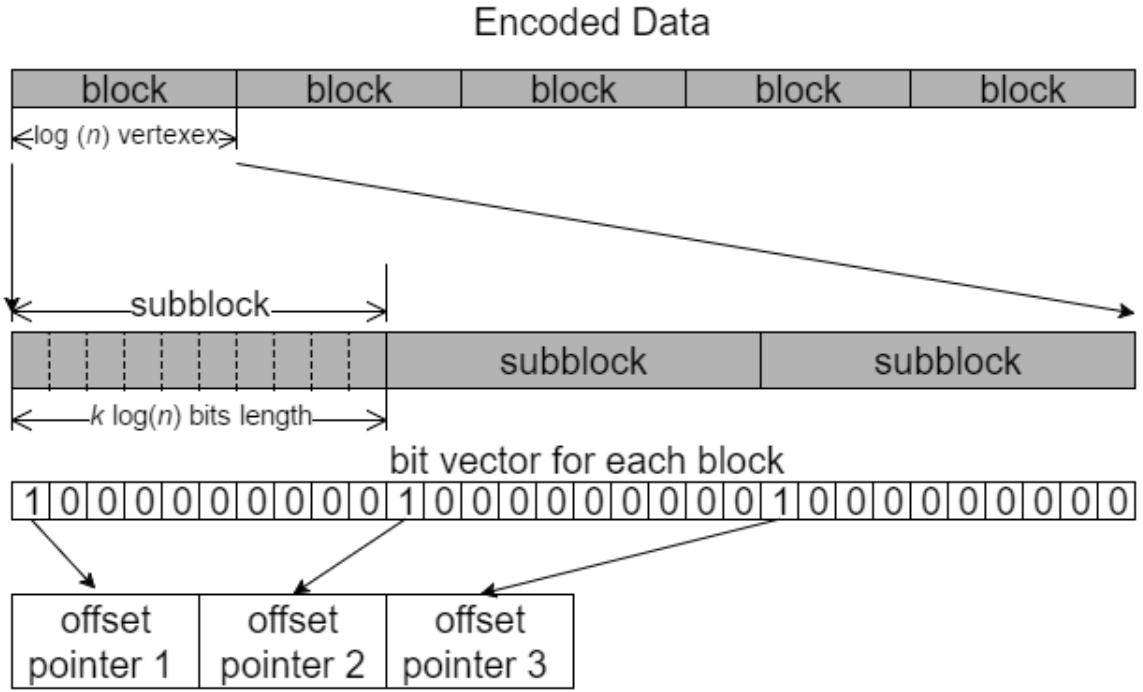 Encoded Data
block block block block block
log (n) vertexex
subblock
subblock subblock
k log(n) bits length
bit vector for each block
1 0 0 0 0 0 0 0 0 0 1 0 0 0 0 0 0 0 0 0 1 0 0 0 0 0 0 0 0 0
offset offset offset
pointer 1 pointer 2 pointer 3